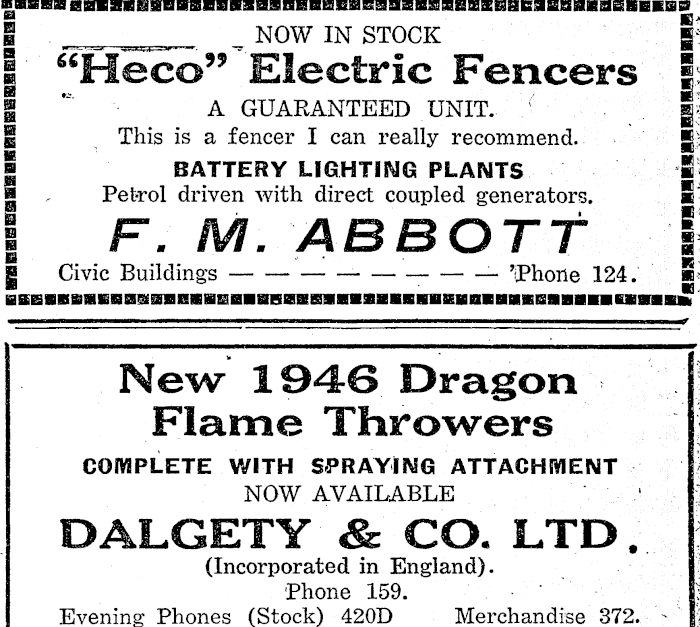 NOW IN STOCK
“Heco” Electric Fencers
A GUARANTEED UNIT.
This is a fencer I can really recommend.
BATTERY LIGHTING PLANTS
Petrol driven with direct coupled generators.
F. M. ABBOTT
Civic Buildings — — — — — — — — ’Phone 124.
New 1946 Dragon
Flame Throwers
COMPLETE WITH SPRAYING ATTACHMENT
NOW AVAILABLE
DALGETY & CO. LTD.
(Incorporated in England).
Phone 159.
Evening Phones (Stock) 420D Merchandise 372.